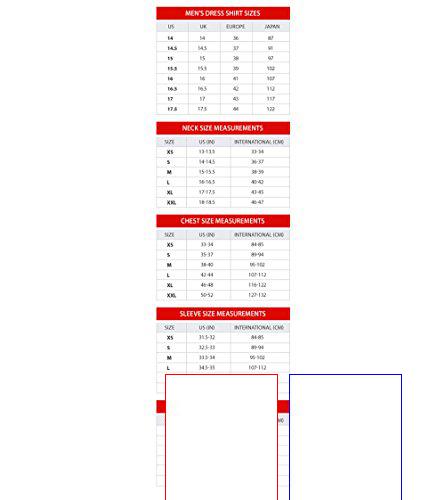 MEN'S DRESS SHIRT SIZES
US UK EUROPE JAPAN
14 14 36 87
14.5 14.5 37 91
15 15 38 97
15.5 15.5 39 102
16 16 41 107
16.5 16.5 42 112
17 17 43 117
17.5 17.5 44 122
NECK SIZE MEASUREMENTS
SIZE US (IN) INTERNATIONAL (CM)
XS 13-13.5 33-34
S 14-14.5 36-37
M 15-15.5 38-39
L 16-16.5 40-42
XL 17-17.5 43-45
XXL 18-18.5 46-47
CHEST SIZE MEASUREMENTS
SIZE US (IN) INTERNATIONAL (CM)
XS 33-34 84-85
S 35-37 89-94
M 38-40 95-102
L 42-44 107-112
XL 46-48 116-122
XXL 50-52 127-132
SLEEVE SIZE MEASUREMENTS
SIZE US (IN) INTERNATIONAL (CM)
XS 31.5-32 84-85
S 32.5-33 89-94
M 33.5-34 95-102
L 34.5-35 107-112